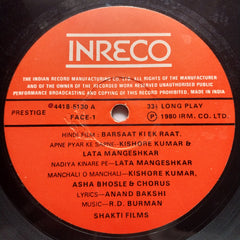 INRECO
THE INDIAN RECORD MANUFACTURING CO. LTD. ALL RIGHTS OF THE MANUFACTURER
AND OF THE OWNER OF THE RECORDED WORK RESERVED UNAUTHORISED PUBLIC
PERFORMANCE BROADCASTING AND COPYING OF THIS RECORD PROHIBITED MADE IN INDIA
4418-5130 A
33⅓ LONG PLAY
PRESTIGE
FACE-1
Ⓟ 1980 IRM. CO. LTD.
HINDI FILM: BARSAAT KI EK RAAT.
APNE PYAR KE SAPNE-KISHORE KUMAR &
LATA MANGESHKAR
NADIYA KINARE PE-LATA MANGESHKAR
MANCHALI O MANCHALI-KISHORE KUMAR,
ASHA BHOSLE & CHORUS
LYRICS-ANAND BAKSHI
MUSIC-R.D. BURMAN
SHAKTI FILMS